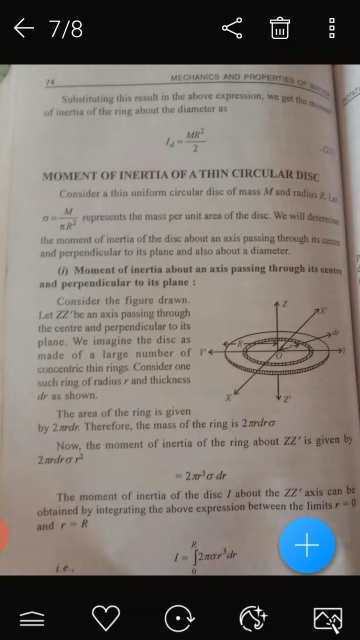 7/8
74 MECHANICS AND PROPERTIES OF
Substituting this result in the above expression, we get the moment
of inertia of the ring about the diameter as
I_d = MR²/2
MOMENT OF INERTIA OF A THIN CIRCULAR DISC
Consider a thin uniform circular disc of mass M and radius R. Let
σ = M/πR² represents the mass per unit area of the disc. We will determine
the moment of inertia of the disc about an axis passing through its centre
and perpendicular to its plane and also about a diameter.
(i) Moment of inertia about an axis passing through its centre
and perpendicular to its plane :
Consider the figure drawn.
Let ZZ' be an axis passing through
the centre and perpendicular to its
plane. We imagine the disc as
made of a large number of
concentric thin rings. Consider one
such ring of radius r and thickness
dr as shown.
Z
X'
dr
Y'
R
r
O
Y
X
Z'
The area of the ring is given
by 2πrdr. Therefore, the mass of the ring is 2πrdrσ
Now, the moment of inertia of the ring about ZZ' is given by
2πrdrσ r²
= 2πr³σ dr
The moment of inertia of the disc I about the ZZ' axis can be
obtained by integrating the above expression between the limits r = 0
and r = R
i.e., I = ∫₀ᴿ 2πσr³dr